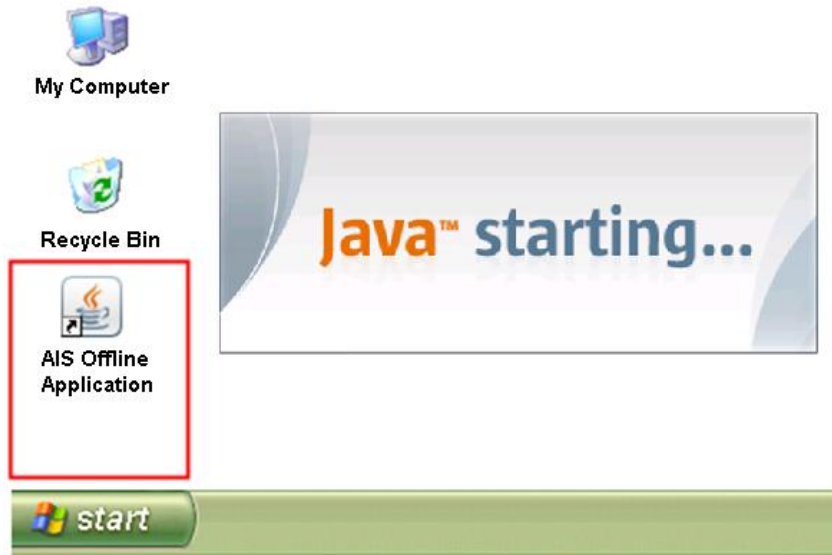 My Computer
Java™ starting...
Recycle Bin
AIS Offline
Application
start